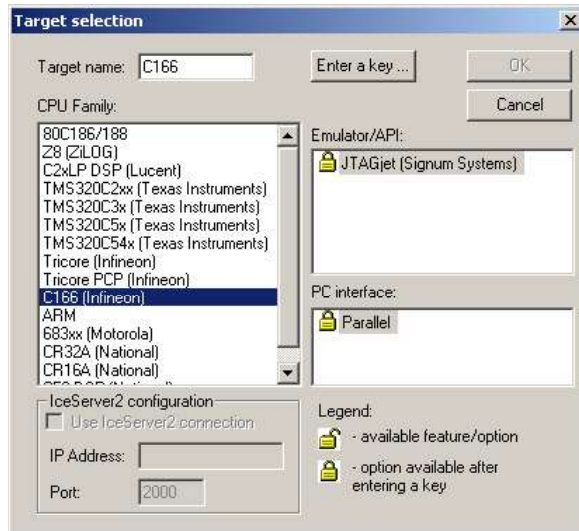 Target selection
Target name: C166
Enter a key ...
OK
Cancel
CPU Family:
80C186/188
Z8 (ZiLOG)
C2xLP DSP (Lucent)
TMS320C2xx (Texas Instruments)
TMS320C3x (Texas Instruments)
TMS320C5x (Texas Instruments)
TMS320C54x (Texas Instruments)
Tricore (Infineon)
Tricore PCP (Infineon)
C166 (Infineon)
ARM
683xx (Motorola)
CR32A (National)
CR16A (National)
Emulator/API:
JTAGjet (Signum Systems)
PC interface:
Parallel
IceServer2 configuration
Use IceServer2 connection
IP Address:
Port: 2000
Legend:
- available feature/option
- option available after
entering a key